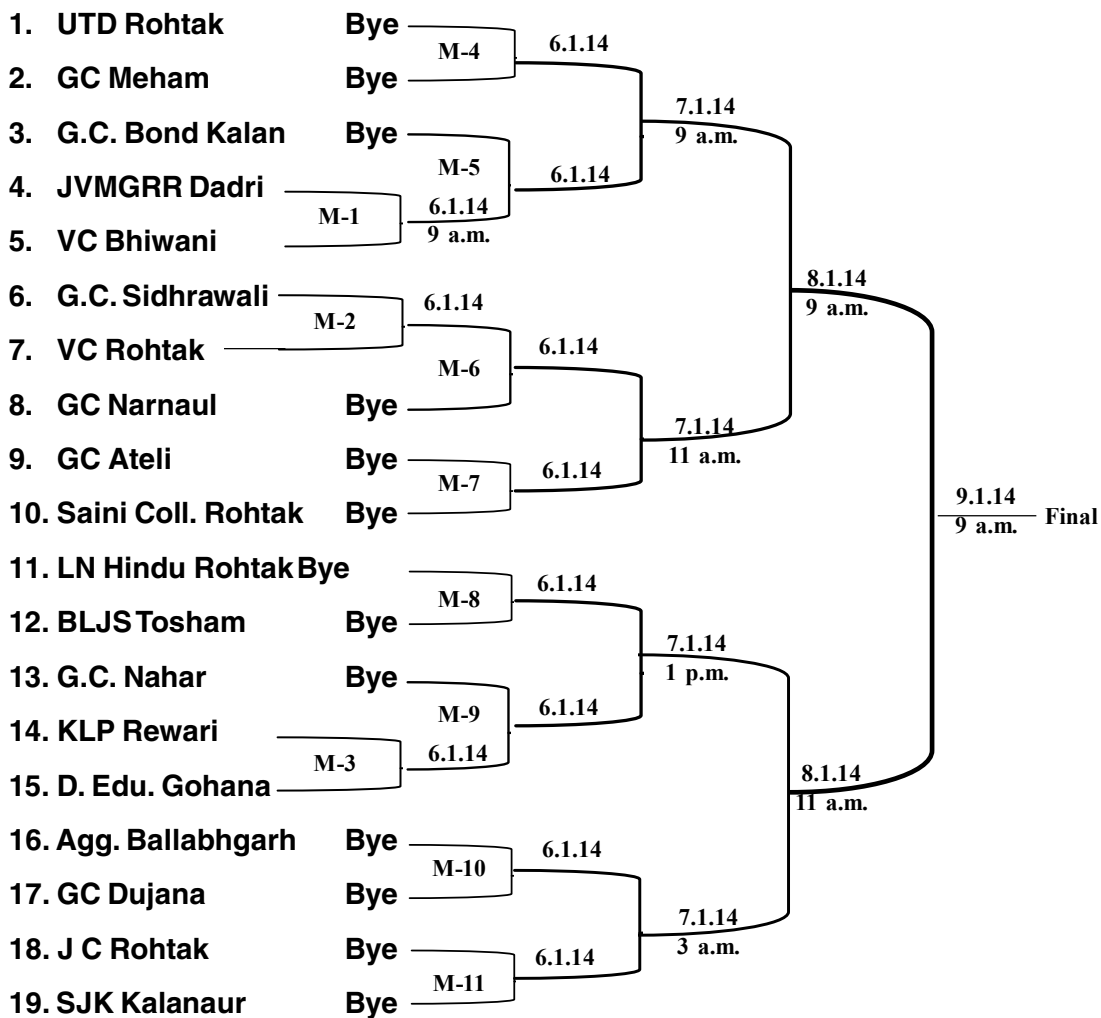 1. UTD Rohtak Bye
M-4
6.1.14
2. GC Meham Bye
7.1.14
9 a.m.
3. G.C. Bond Kalan Bye
M-5
6.1.14
4. JVMGRR Dadri
M-1
6.1.14
9 a.m.
5. VC Bhiwani
8.1.14
9 a.m.
6. G.C. Sidhrawali
M-2
6.1.14
7. VC Rohtak
M-6
6.1.14
8. GC Narnaul Bye
7.1.14
11 a.m.
9. GC Ateli Bye
M-7
6.1.14
10. Saini Coll. Rohtak Bye
9.1.14
9 a.m.
Final
11. LN Hindu Rohtak Bye
M-8
6.1.14
12. BLJS Tosham Bye
7.1.14
1 p.m.
13. G.C. Nahar Bye
M-9
6.1.14
14. KLP Rewari
M-3
6.1.14
15. D. Edu. Gohana
8.1.14
11 a.m.
16. Agg. Ballabhgarh Bye
M-10
6.1.14
17. GC Dujana Bye
7.1.14
3 a.m.
18. J C Rohtak Bye
M-11
6.1.14
19. SJK Kalanaur Bye